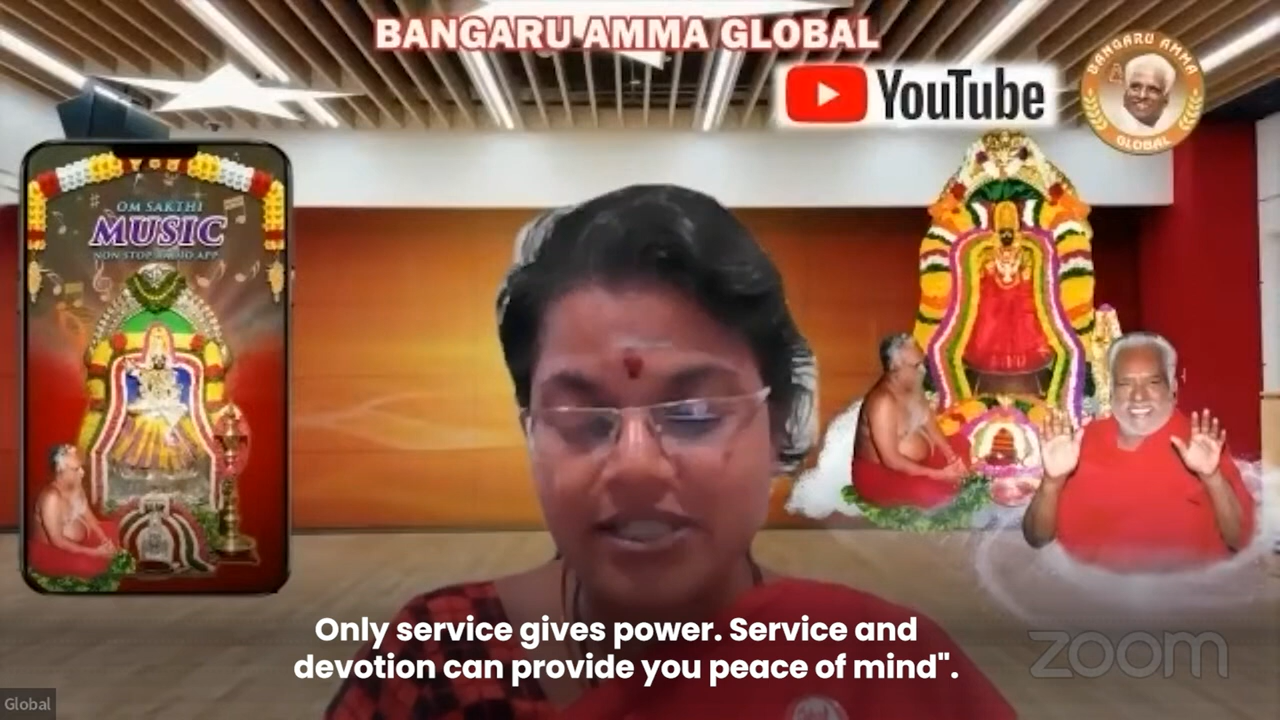 BANGARU AMMA GLOBAL
YouTube
BANGARU AMMA
GLOBAL
OM SAKTHI
MUSIC
NON STOP RADIO APP
Only service gives power. Service and
devotion can provide you peace of mind".
zoom
Global